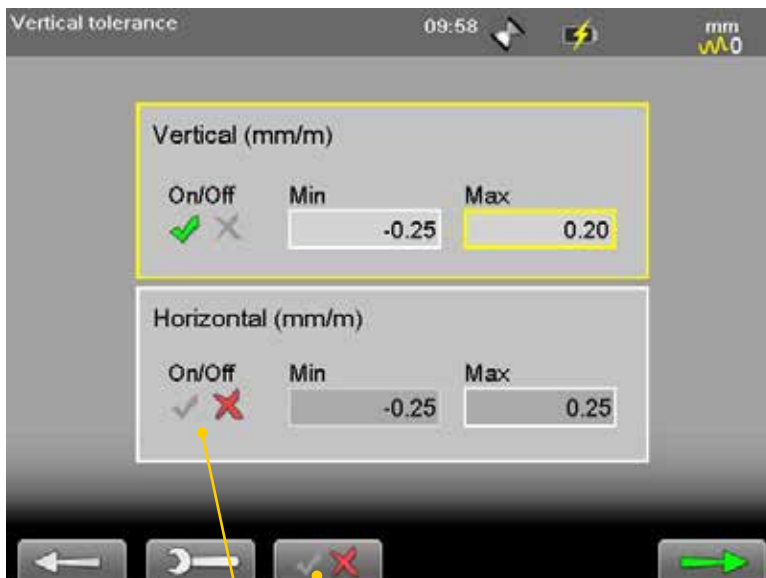 Vertical tolerance 09:58 mm
0
Vertical (mm/m)
On/Off Min Max
-0.25 0.20
Horizontal (mm/m)
On/Off Min Max
-0.25 0.25